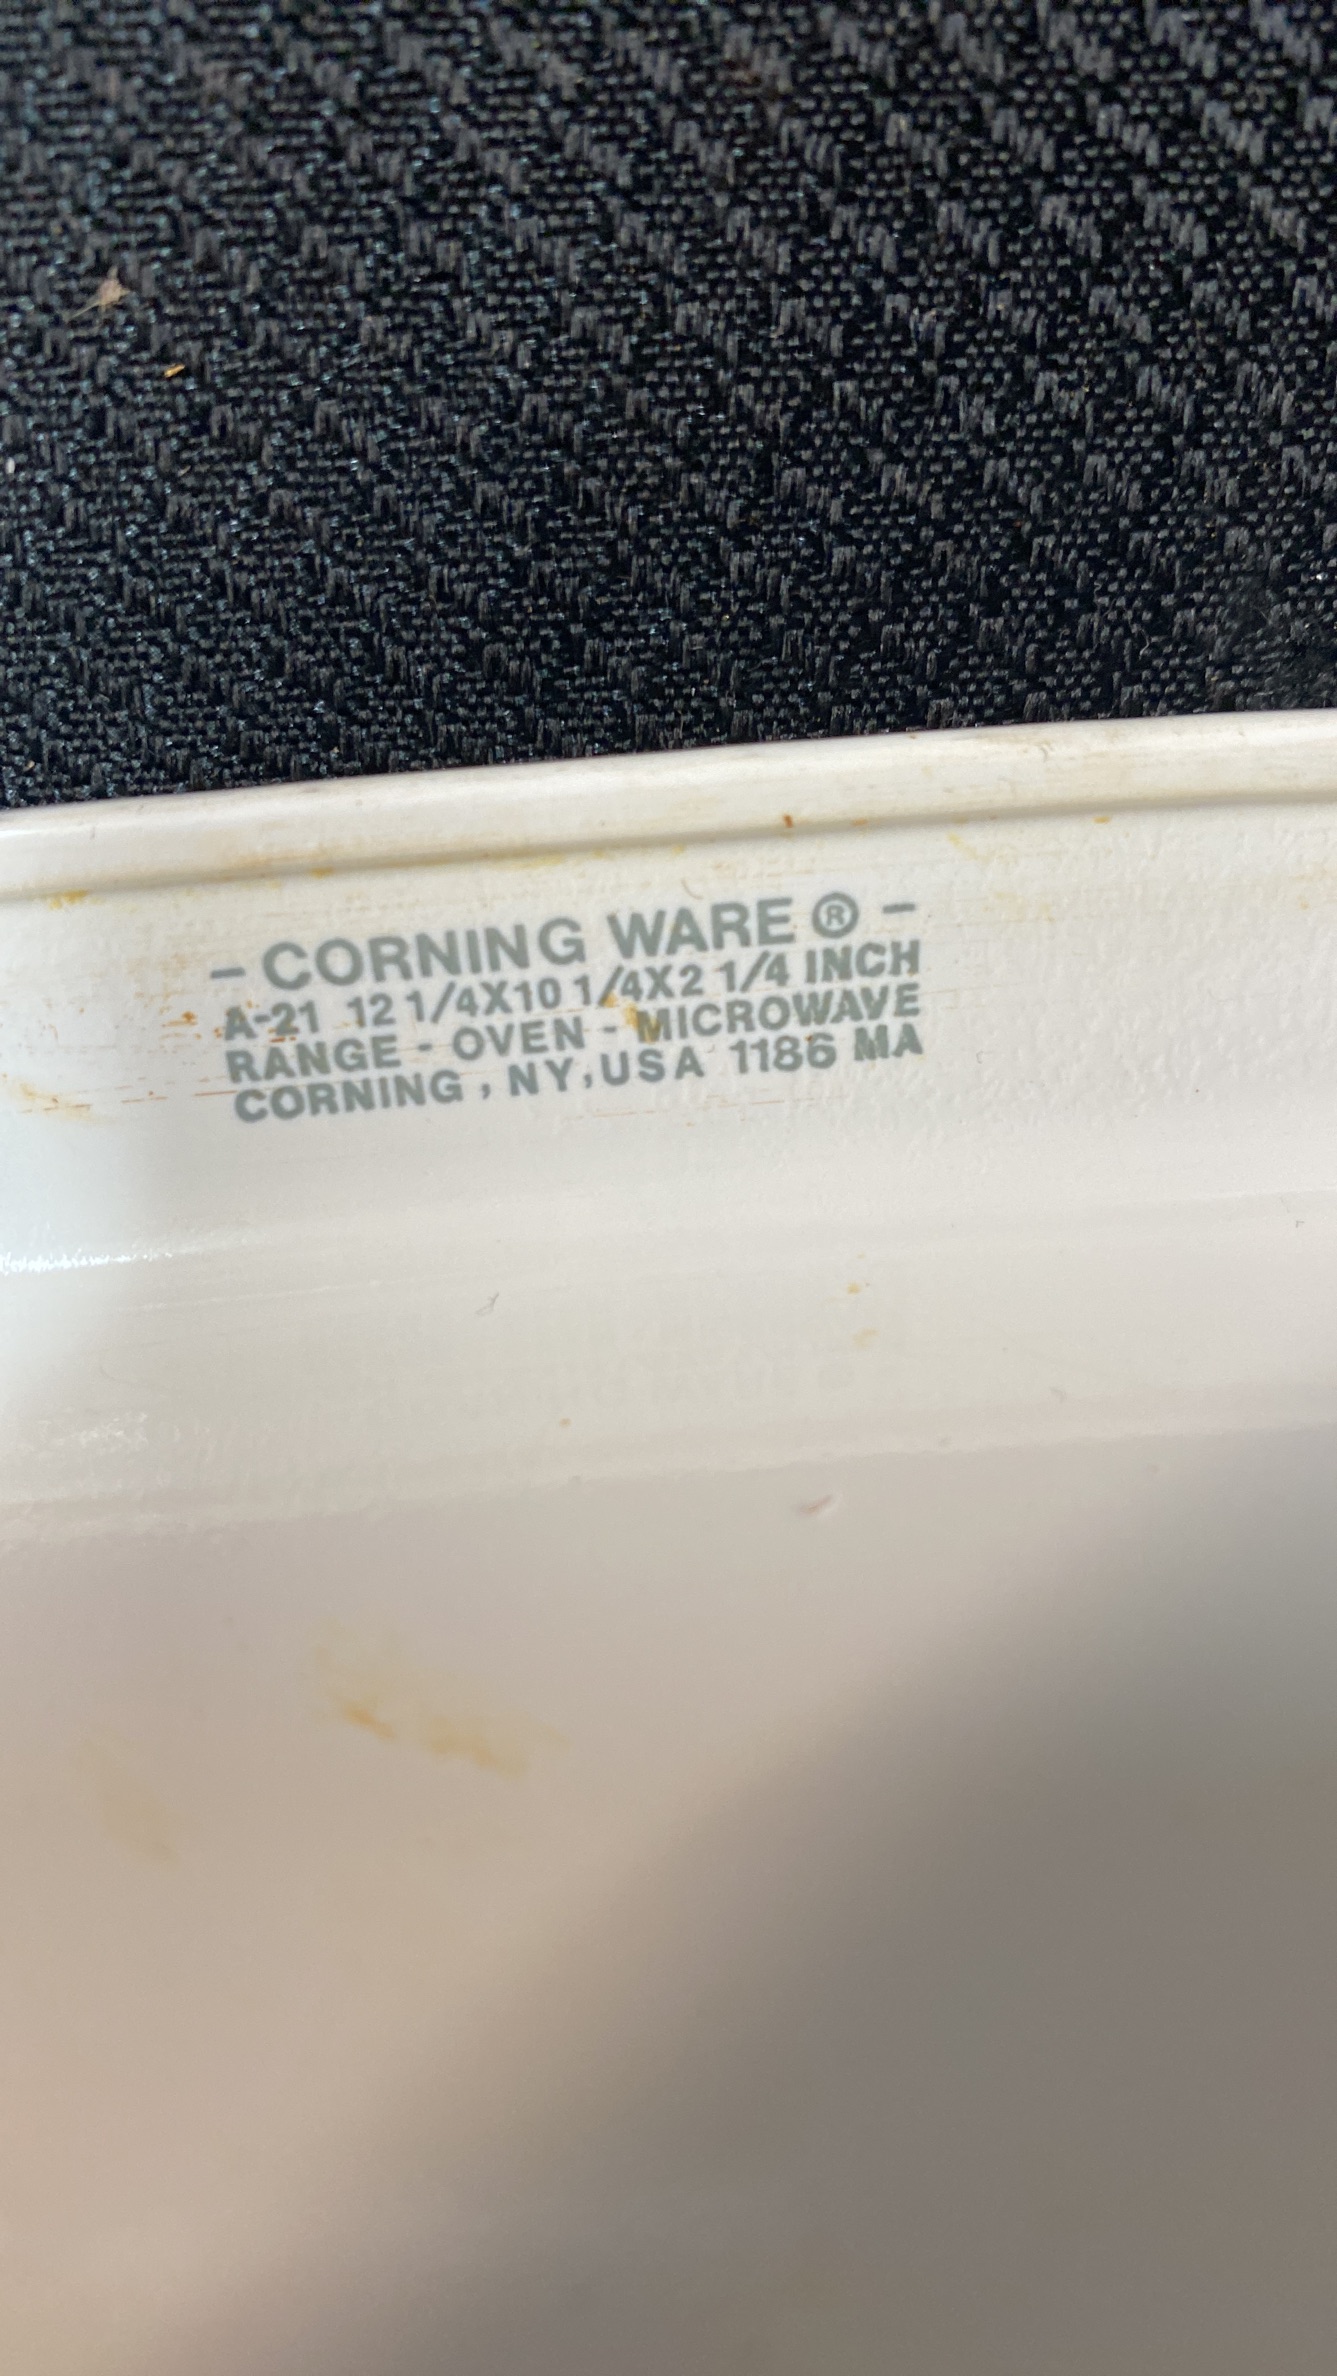 - CORNING WARE ® -
A-21 12 1/4X10 1/4X2 1/4 INCH
RANGE - OVEN - MICROWAVE
CORNING , NY, USA 1186 MA